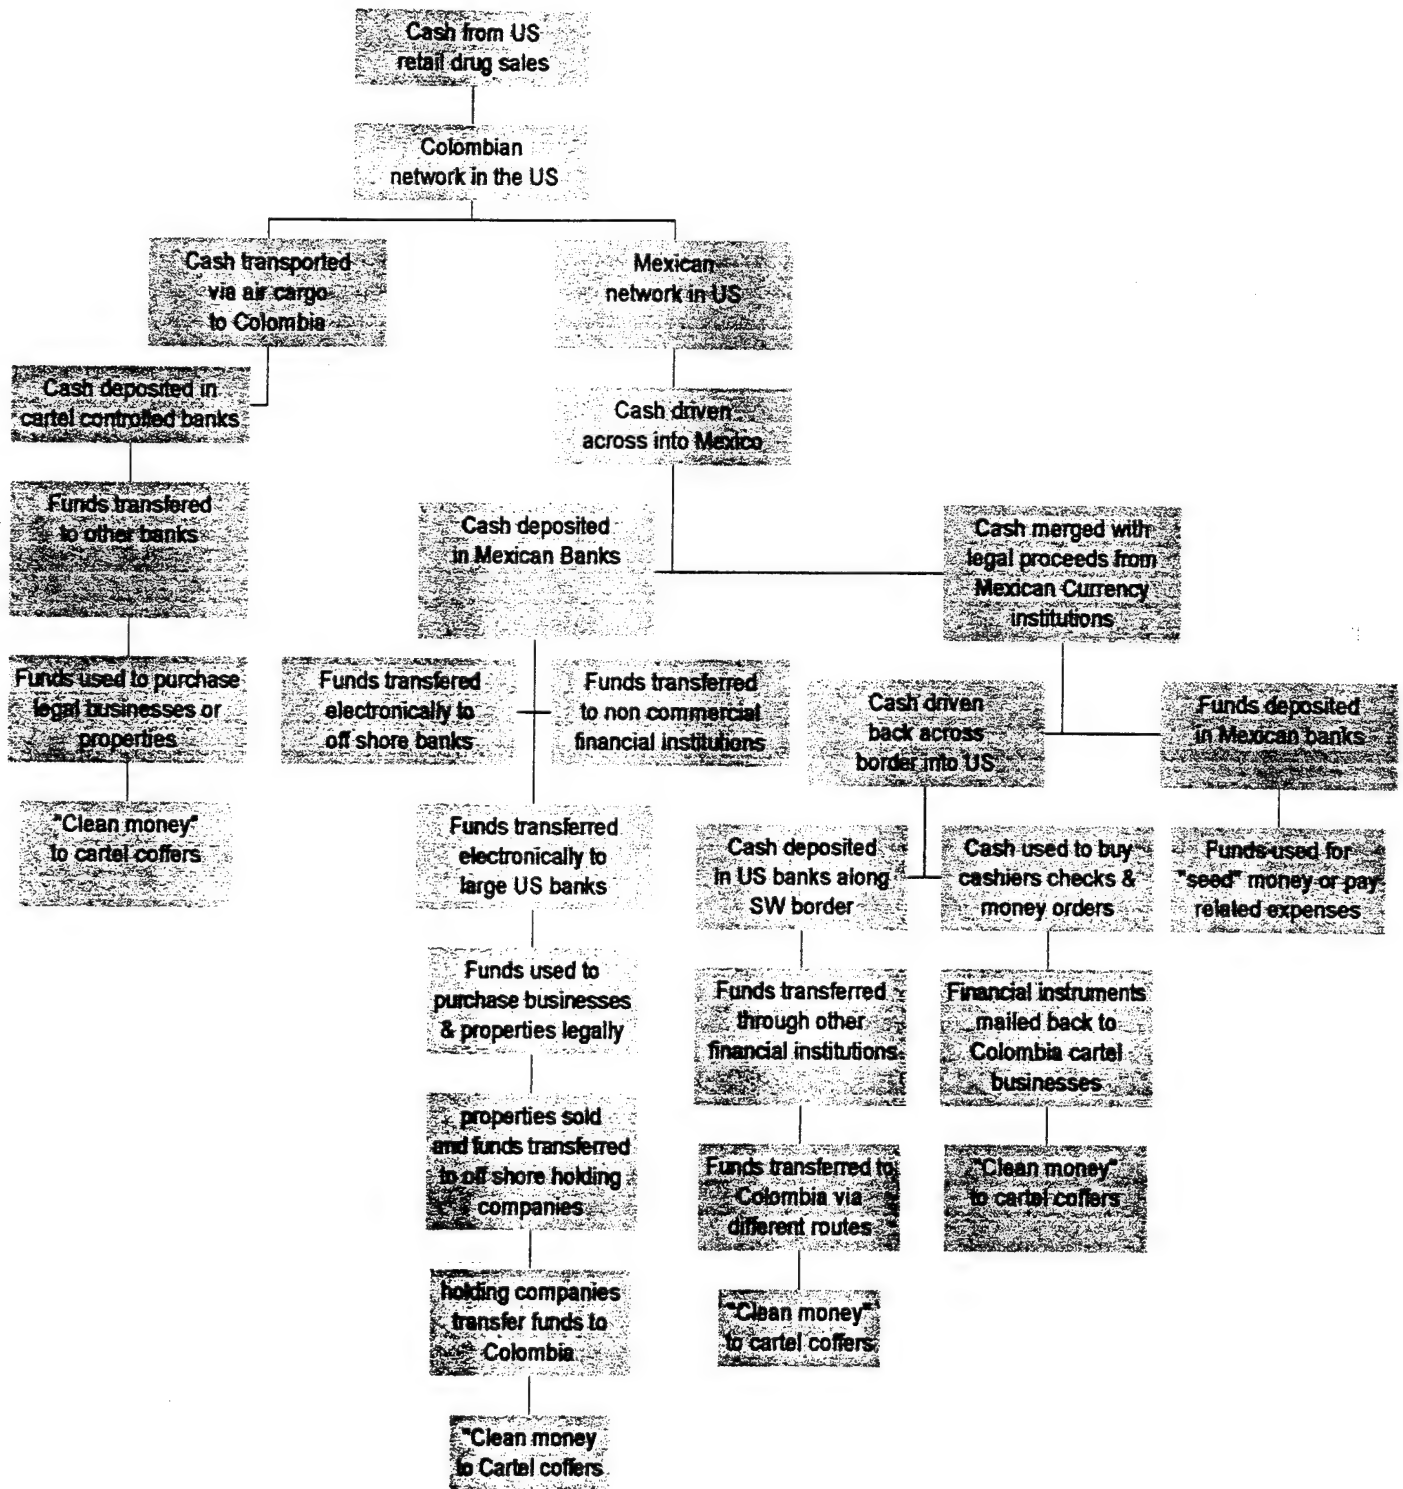 Cash from US
retail drug sales
Colombian
network in the US
Cash transported
via air cargo
to Colombia
Mexican
network in US
Cash deposited in
cartel controlled banks
Cash driven
across into Mexico
Funds transfered
to other banks
Cash deposited
in Mexican Banks
Cash merged with
legal proceeds from
Mexican Currency
institutions
Funds used to purchase
legal businesses or
properties
Funds transfered
electronically to
off shore banks
Funds transferred
to non commercial
financial institutions
Cash driven
back across
border into US
Funds deposited
in Mexican banks
"Clean money"
to cartel coffers
Funds transferred
electronically to
large US banks
Cash deposited
in US banks along
SW border
Cash used to buy
cashiers checks &
money orders
Funds used for
"seed" money or pay
related expenses
Funds used to
purchase businesses
& properties legally
Funds transferred
through other
financial institutions
Financial instruments
mailed back to
Colombia cartel
businesses
properties sold
and funds transferred
to off shore holding
companies
Funds transferred to
Colombia via
different routes
"Clean money"
to cartel coffers
holding companies
transfer funds to
Colombia
"Clean money"
to cartel coffers
"Clean money
to Cartel coffers